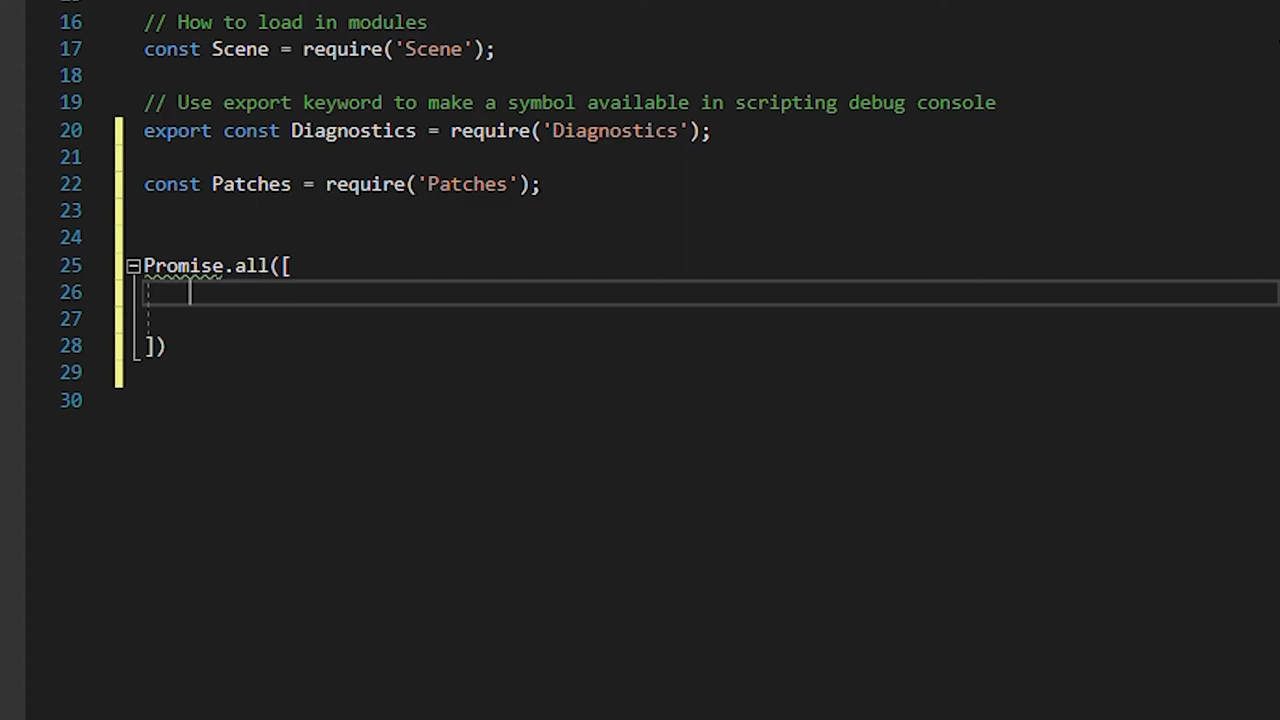 16 // How to load in modules
17 const Scene = require('Scene');
18
19 // Use export keyword to make a symbol available in scripting debug console
20 export const Diagnostics = require('Diagnostics');
21
22 const Patches = require('Patches');
23
24
25 Promise.all([
26
27
28 ])
29
30